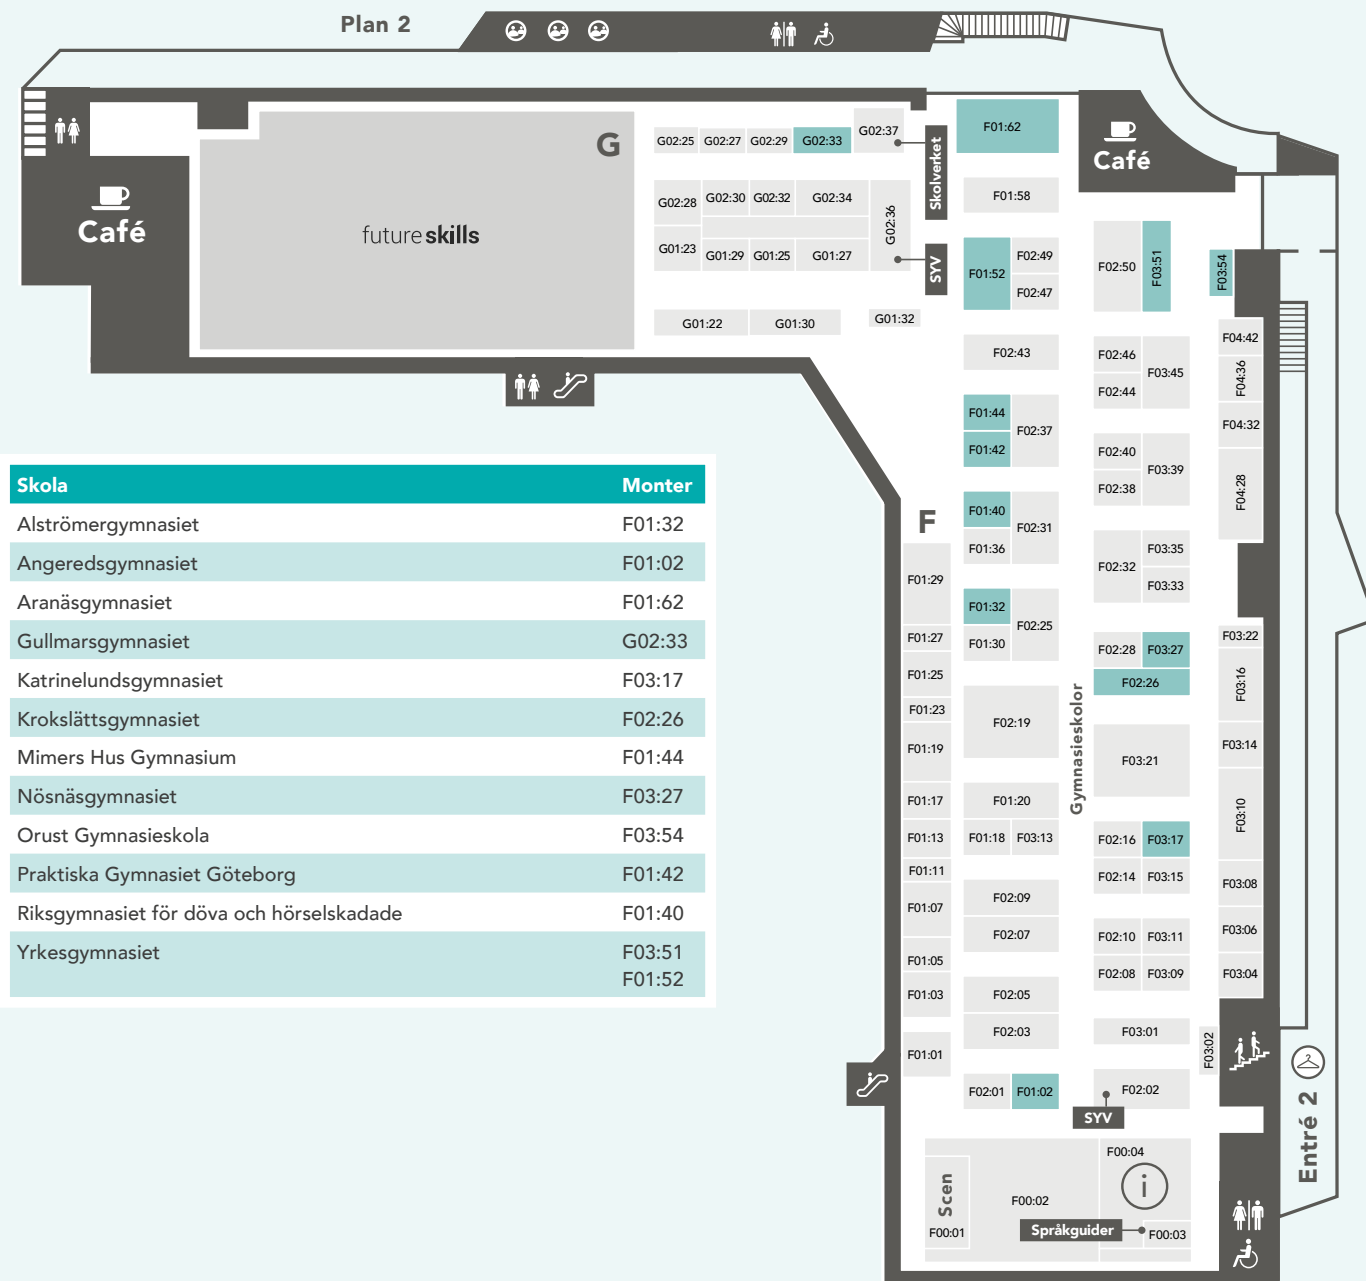 Plan 2
G
G02:25
G02:27
G02:29
G02:33
G02:37
Skolverket
F01:62
Café
Café
futureskills
G02:28
G02:30
G02:32
G02:34
G02:36
G01:23
G01:29
G01:25
G01:27
SYV
G01:22
G01:30
G01:32
F01:58
F01:52
F02:49
F02:47
F02:50
F03:51
F03:54
F02:43
F02:46
F02:44
F03:45
F04:42
F04:36
F04:32
F04:28
F01:44
F01:42
F02:37
F02:40
F02:38
F03:39
F
F01:40
F01:36
F02:31
F02:32
F03:35
F03:33
F01:29
F01:27
F01:25
F01:23
F01:19
F01:17
F01:13
F01:11
F01:07
F01:05
F01:03
F01:01
F01:32
F01:30
F02:25
F02:28
F03:27
F02:26
F03:22
F03:16
F03:14
F03:10
F03:08
F03:06
F03:04
F02:19
Gymnasieskolor
F03:21
F01:20
F01:18
F03:13
F02:16
F03:17
F02:14
F03:15
F02:09
F02:07
F02:10
F03:11
F02:08
F03:09
F02:05
F02:03
F03:01
F03:02
F02:01
F01:02
F02:02
SYV
Entré 2
F00:04
i
Scen
F00:01
F00:02
Språkguider
F00:03
Skola Monter
Alströmergymnasiet F01:32
Angeredsgymnasiet F01:02
Aranäsgymnasiet F01:62
Gullmarsgymnasiet G02:33
Katrinelundsgymnasiet F03:17
Krokslättsgymnasiet F02:26
Mimers Hus Gymnasium F01:44
Nösnäsgymnasiet F03:27
Orust Gymnasieskola F03:54
Praktiska Gymnasiet Göteborg F01:42
Riksgymnasiet för döva och hörselskadade F01:40
Yrkesgymnasiet F03:51
F01:52